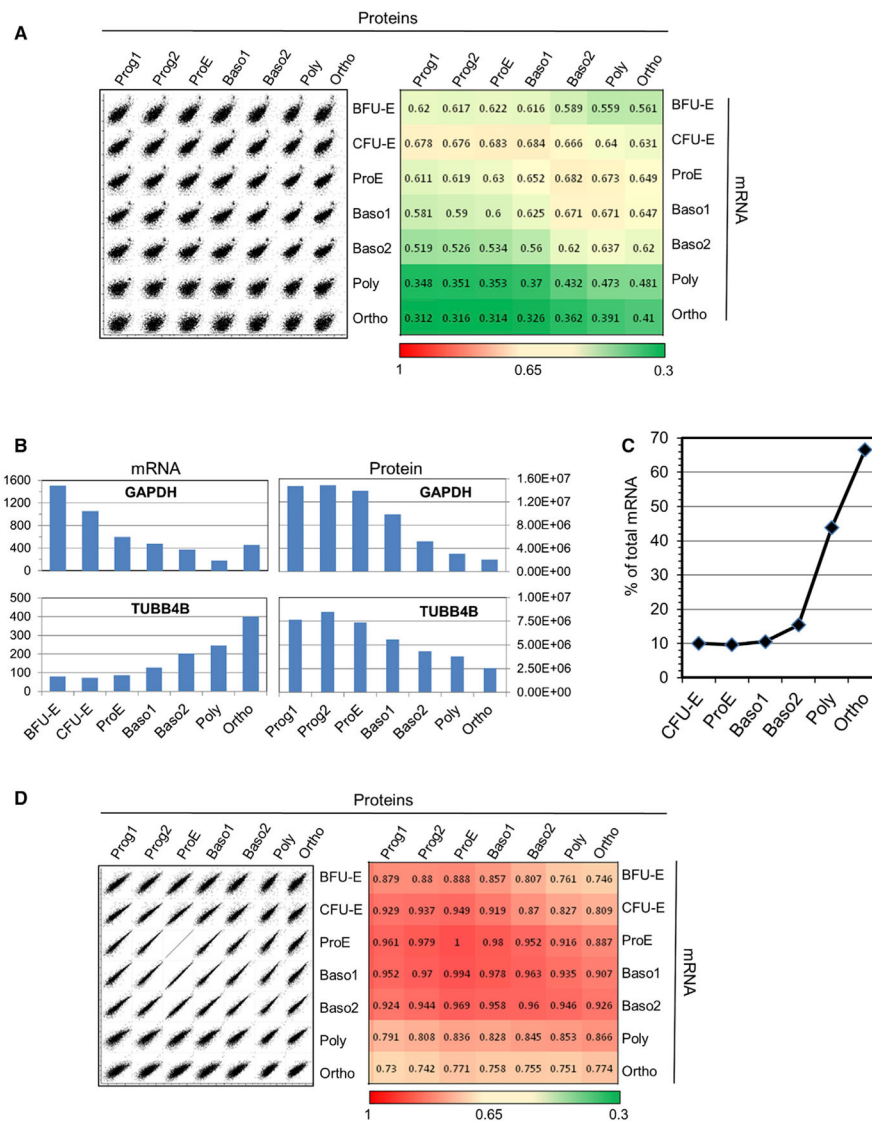 A
Proteins
Prog1 Prog2 ProE Baso1 Baso2 Poly Ortho
Prog1 Prog2 ProE Baso1 Baso2 Poly Ortho
BFU-E 0.62 0.617 0.622 0.616 0.589 0.559 0.561 BFU-E
CFU-E 0.678 0.676 0.683 0.684 0.666 0.64 0.631 CFU-E
ProE 0.611 0.619 0.63 0.652 0.682 0.673 0.649 ProE
Baso1 0.581 0.59 0.6 0.625 0.671 0.671 0.647 Baso1
Baso2 0.519 0.526 0.534 0.56 0.62 0.637 0.62 Baso2
Poly 0.348 0.351 0.353 0.37 0.432 0.473 0.481 Poly
Ortho 0.312 0.316 0.314 0.326 0.362 0.391 0.41 Ortho
mRNA
1 0.65 0.3
B
mRNA
GAPDH
1600
1200
800
400
0
Protein
GAPDH
1.60E+07
1.20E+07
8.00E+06
4.00E+06
0.00E+00
TUBB4B
500
400
300
200
100
0
BFU-E CFU-E ProE Baso1 Baso2 Poly Ortho
TUBB4B
1.00E+07
7.50E+06
5.00E+06
2.50E+06
0.00E+00
Prog1 Prog2 ProE Baso1 Baso2 Poly Ortho
C
% of total mRNA
70
60
50
40
30
20
10
0
CFU-E ProE Baso1 Baso2 Poly Ortho
D
Proteins
Prog1 Prog2 ProE Baso1 Baso2 Poly Ortho
Prog1 Prog2 ProE Baso1 Baso2 Poly Ortho
BFU-E 0.879 0.88 0.888 0.857 0.807 0.761 0.746 BFU-E
CFU-E 0.929 0.937 0.949 0.919 0.87 0.827 0.809 CFU-E
ProE 0.961 0.979 1 0.98 0.952 0.916 0.887 ProE
Baso1 0.952 0.97 0.994 0.978 0.963 0.935 0.907 Baso1
Baso2 0.924 0.944 0.969 0.958 0.96 0.946 0.926 Baso2
Poly 0.791 0.808 0.836 0.828 0.845 0.853 0.866 Poly
Ortho 0.73 0.742 0.771 0.758 0.755 0.751 0.774 Ortho
mRNA
1 0.65 0.3